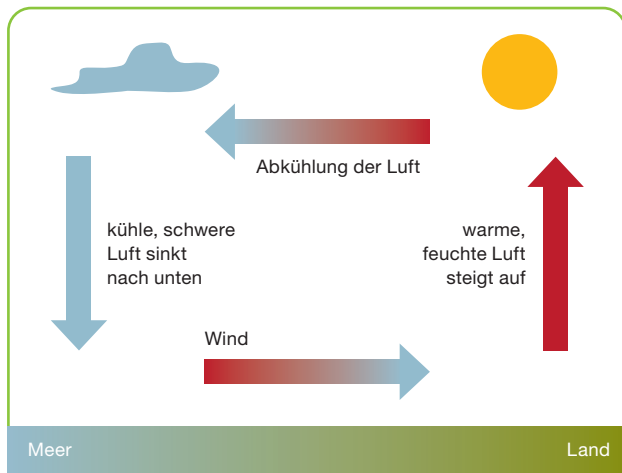 Abkühlung der Luft
kühle, schwere
Luft sinkt
nach unten
warme,
feuchte Luft
steigt auf
Wind
Meer
Land